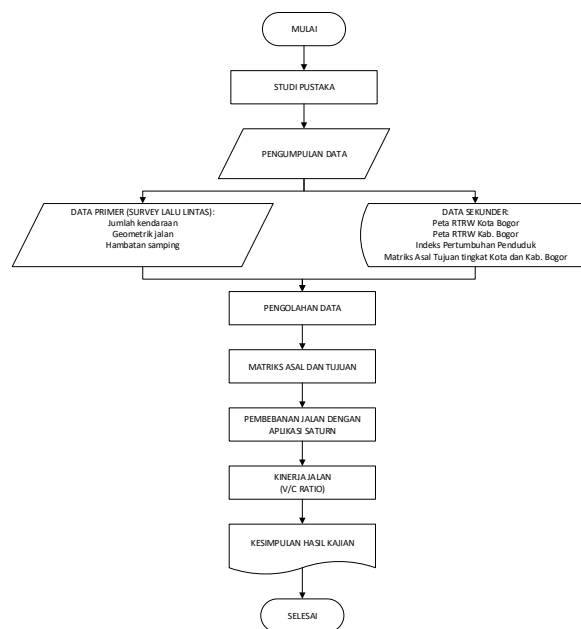 MULAI
STUDI PUSTAKA
PENGUMPULAN DATA
DATA PRIMER (SURVEY LALU LINTAS):
Jumlah kendaraan
Geometrik jalan
Hambatan samping
DATA SEKUNDER:
Peta RTRW Kota Bogor
Peta RTRW Kab. Bogor
Indeks Pertumbuhan Penduduk
Matriks Asal Tujuan tingkat Kota dan Kab. Bogor
PENGOLAHAN DATA
MATRIKS ASAL DAN TUJUAN
PEMBEBANAN JALAN DENGAN
APLIKASI SATURN
KINERJA JALAN
(V/C RATIO)
KESIMPULAN HASIL KAJIAN
SELESAI